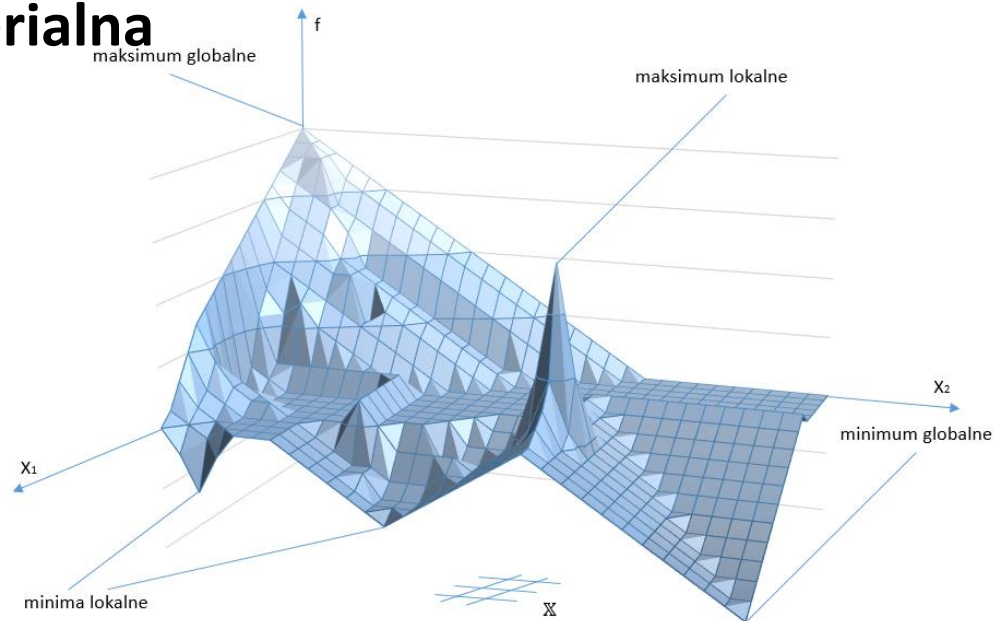 rialna
f
maksimum globalne
maksimum lokalne
X₂
minimum globalne
X₁
minima lokalne
𝕏